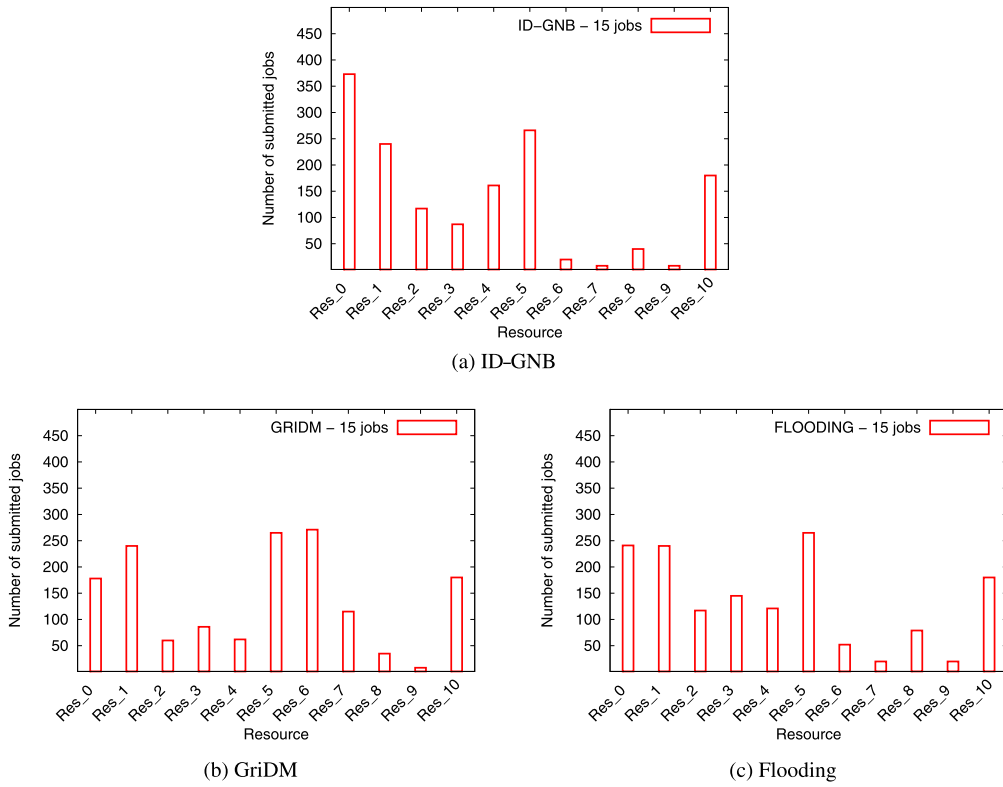 ID-GNB - 15 jobs
Number of submitted jobs
450
400
350
300
250
200
150
100
50
Res_0 Res_1 Res_2 Res_3 Res_4 Res_5 Res_6 Res_7 Res_8 Res_9 Res_10
Resource
(a) ID-GNB
GRIDM - 15 jobs
Number of submitted jobs
450
400
350
300
250
200
150
100
50
Res_0 Res_1 Res_2 Res_3 Res_4 Res_5 Res_6 Res_7 Res_8 Res_9 Res_10
Resource
(b) GriDM
FLOODING - 15 jobs
Number of submitted jobs
450
400
350
300
250
200
150
100
50
Res_0 Res_1 Res_2 Res_3 Res_4 Res_5 Res_6 Res_7 Res_8 Res_9 Res_10
Resource
(c) Flooding